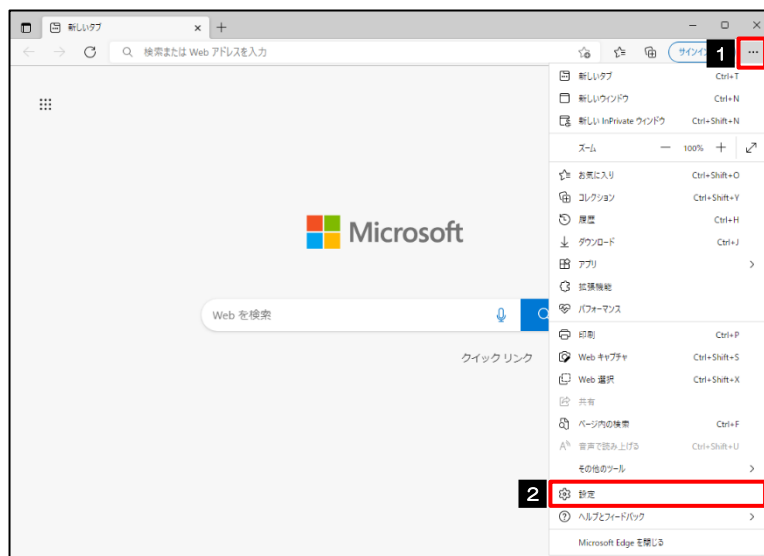 新しいタブ
検索または Web アドレスを入力
1
新しいタブ Ctrl+T
新しいウィンドウ Ctrl+N
新しい InPrivate ウィンドウ Ctrl+Shift+N
ズーム 100%
お気に入り Ctrl+Shift+O
コレクション Ctrl+Shift+Y
履歴 Ctrl+H
ダウンロード Ctrl+J
アプリ
拡張機能
パフォーマンス
印刷 Ctrl+P
Web キャプチャ Ctrl+Shift+S
Web 選択 Ctrl+Shift+X
共有
ページ内の検索 Ctrl+F
音声で読み上げる Ctrl+Shift+U
その他のツール
2 設定
ヘルプとフィードバック
Microsoft Edge を閉じる
Microsoft
Web を検索
クイック リンク